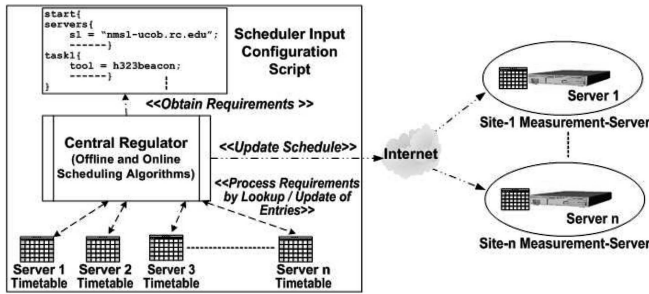 start{
servers{
s1 = "nms1-ucob.rc.edu";
------}
task1{
tool = h323beacon;
------}
}
Scheduler Input
Configuration
Script
<<Obtain Requirements >>
Central Regulator
(Offline and Online
Scheduling Algorithms)
<<Update Schedule>>
<<Process Requirements
by Lookup / Update of
Entries>>
Server 1
Timetable
Server 2
Timetable
Server 3
Timetable
Server n
Timetable
Internet
Server 1
Site-1 Measurement-Server
Server n
Site-n Measurement-Server